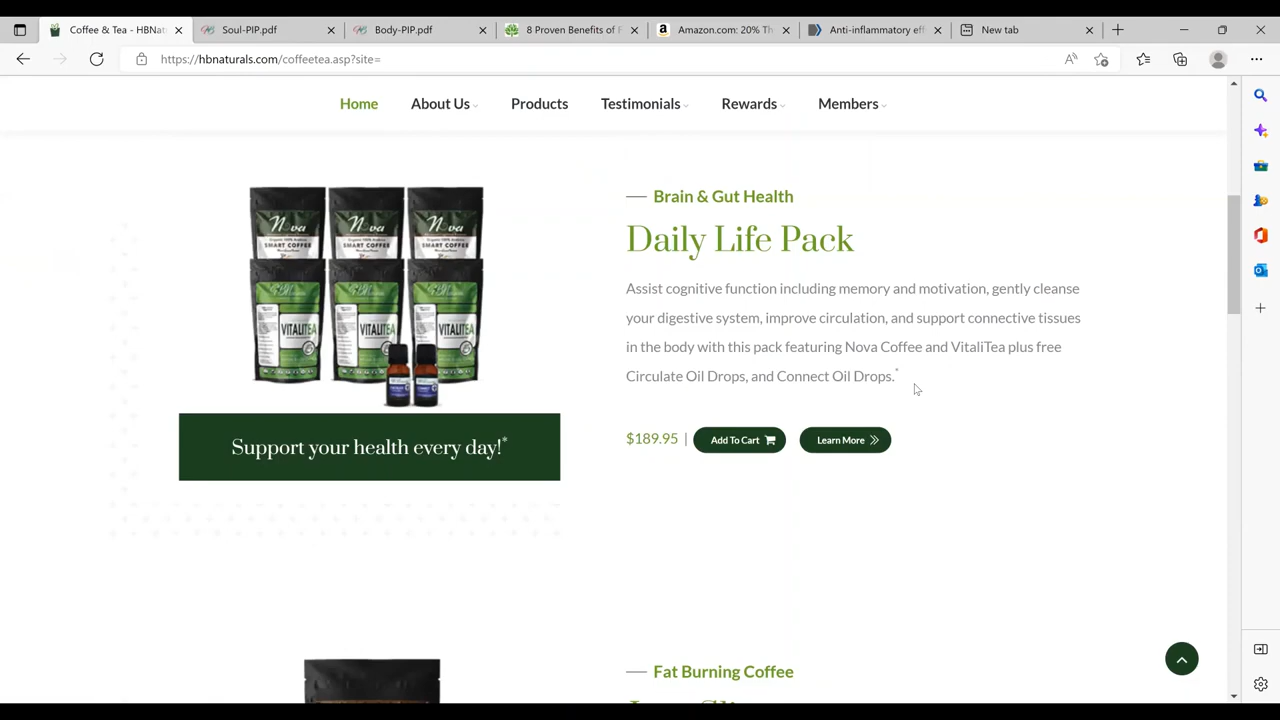 Coffee & Tea - HBNat
Soul-PIP.pdf
Body-PIP.pdf
8 Proven Benefits of F
Amazon.com: 20% Th
Anti-inflammatory eff
New tab
https://hbnaturals.com/coffeetea.asp?site=
Home
About Us
Products
Testimonials
Rewards
Members
Nova Nova Nova
SMART COFFEE SMART COFFEE SMART COFFEE
VITALITEA VITALITEA VITALITEA
Support your health every day!*
Brain & Gut Health
Daily Life Pack
Assist cognitive function including memory and motivation, gently cleanse
your digestive system, improve circulation, and support connective tissues
in the body with this pack featuring Nova Coffee and VitaliTea plus free
Circulate Oil Drops, and Connect Oil Drops.*
$189.95 |
Add To Cart
Learn More
Fat Burning Coffee